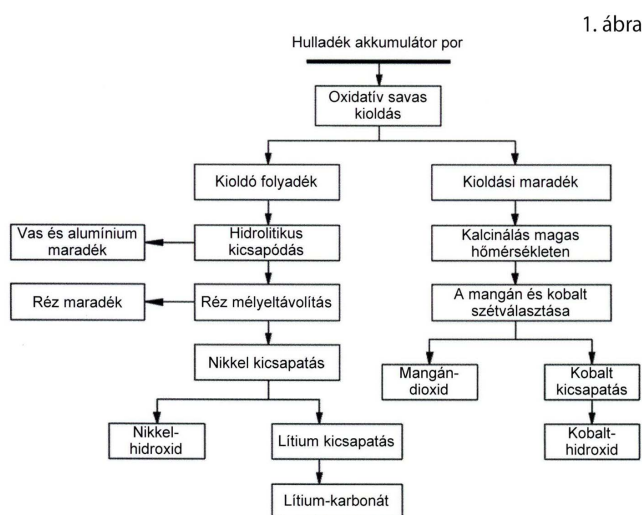 1. ábra
Hulladék akkumulátor por
Oxidatív savas
kioldás
Kioldó folyadék
Kioldási maradék
Vas és alumínium
maradék
Hidrolitikus
kicsapódás
Kalcinálás magas
hőmérsékleten
Réz maradék
Réz mélyeltávolítás
A mangán és kobalt
szétválasztása
Nikkel kicsapatás
Mangán-
dioxid
Kobalt
kicsapatás
Nikkel-
hidroxid
Lítium kicsapatás
Kobalt-
hidroxid
Lítium-karbonát